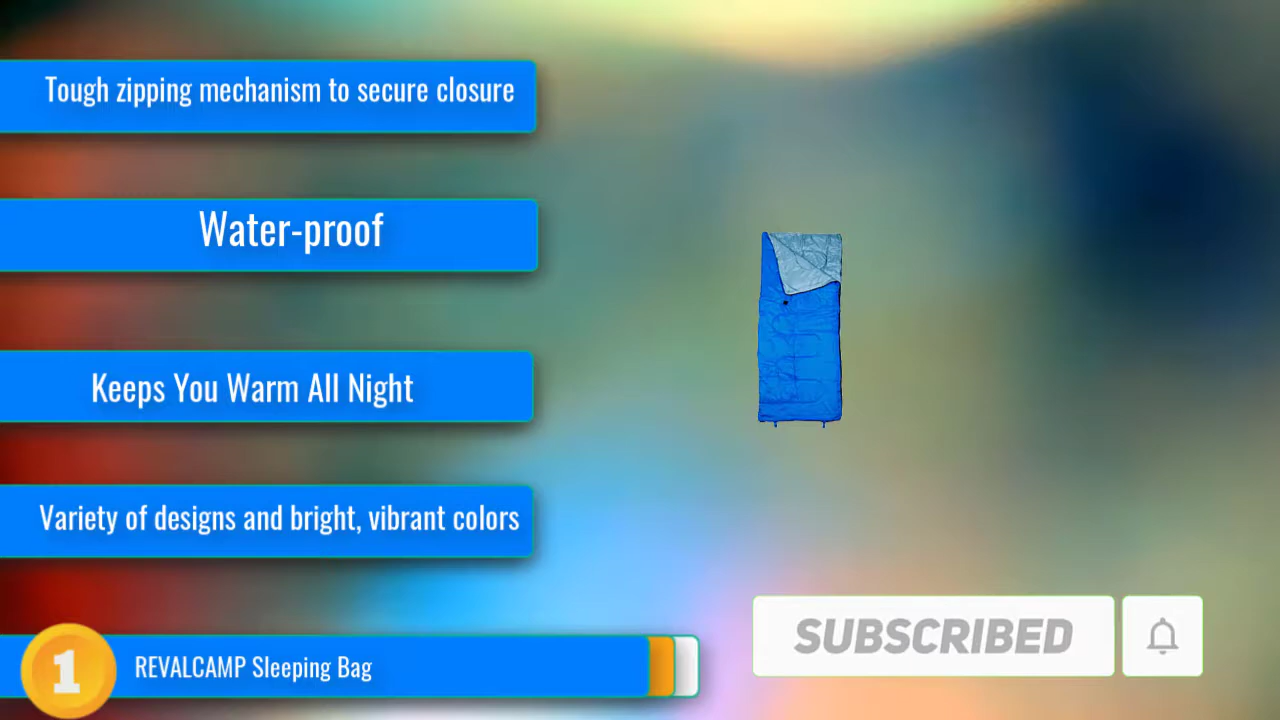 Tough zipping mechanism to secure closure
Water-proof
Keeps You Warm All Night
Variety of designs and bright, vibrant colors
1 REVALCAMP Sleeping Bag
SUBSCRIBED